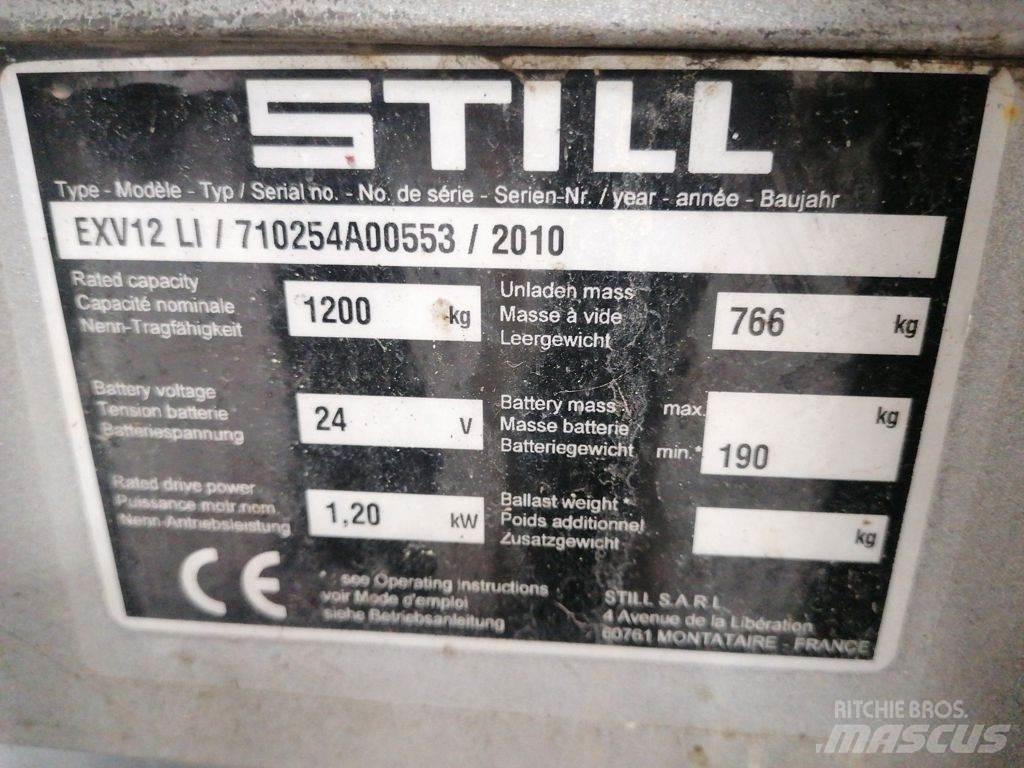 STILL
Type - Modèle - Typ / Serial no. - No. de série - Serien-Nr. / year - année - Baujahr
EXV12 LI / 710254A00553 / 2010
Rated capacity
Capacité nominale
Nenn-Tragfähigkeit
1200 kg
Unladen mass
Masse à vide
Leergewicht
766 kg
Battery voltage
Tension batterie
Batteriespannung
24 V
Battery mass max. kg
Masse batterie
Batteriegewicht min.* 190
Rated drive power
Puissance motr.nom.
Nenn-Antriebsleistung
1,20 kW
Ballast weight *
Poids additionnel
Zusatzgewicht
kg
CE
* : see Operating Instructions
voir Mode d'emploi
siehe Betriebsanleitung
STILL S.A.R.L
4 Avenue de la Libération
60761 MONTATAIRE - FRANCE
RITCHIE BROS.
MASCUS